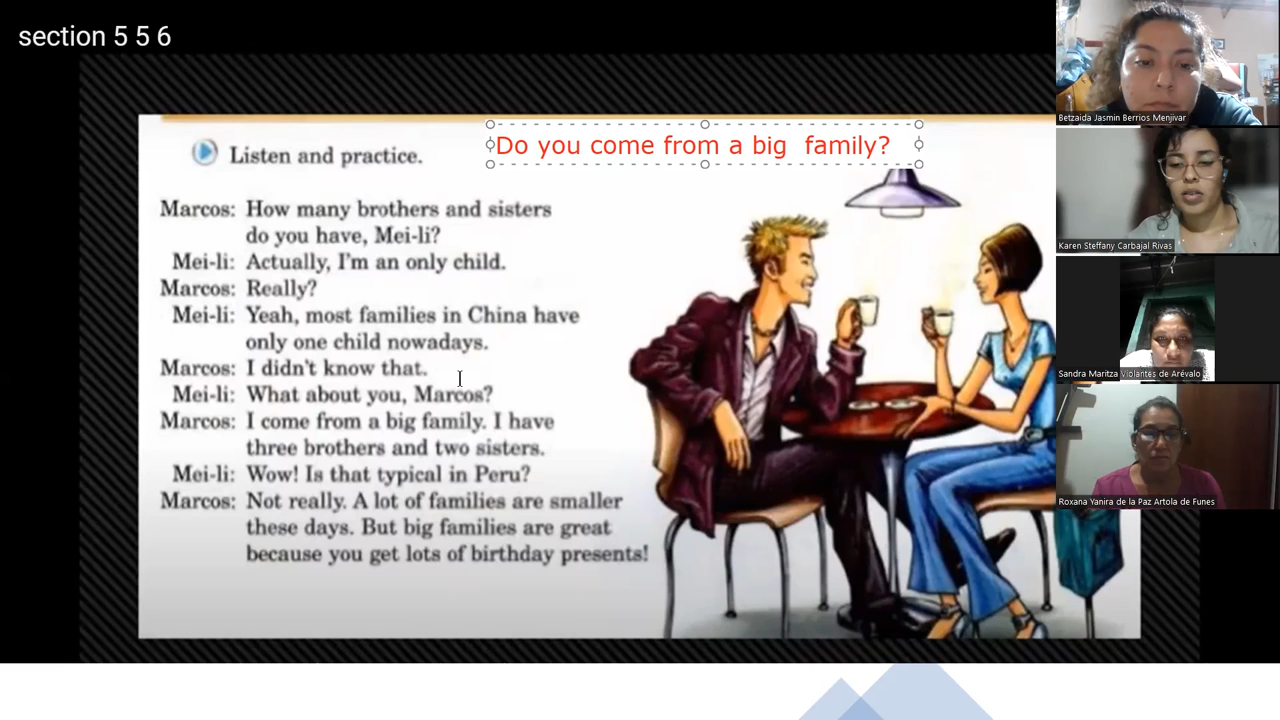 section 5 5 6
Do you come from a big family?
Listen and practice.
Marcos: How many brothers and sisters
do you have, Mei-li?
Mei-li: Actually, I'm an only child.
Marcos: Really?
Mei-li: Yeah, most families in China have
only one child nowadays.
Marcos: I didn't know that.
Mei-li: What about you, Marcos?
Marcos: I come from a big family. I have
three brothers and two sisters.
Mei-li: Wow! Is that typical in Peru?
Marcos: Not really. A lot of families are smaller
these days. But big families are great
because you get lots of birthday presents!
Betzaida Jasmin Berrios Menjivar
Karen Steffany Carbajal Rivas
Sandra Maritza Violantes de Arévalo
Roxana Yanira de la Paz Artola de Funes